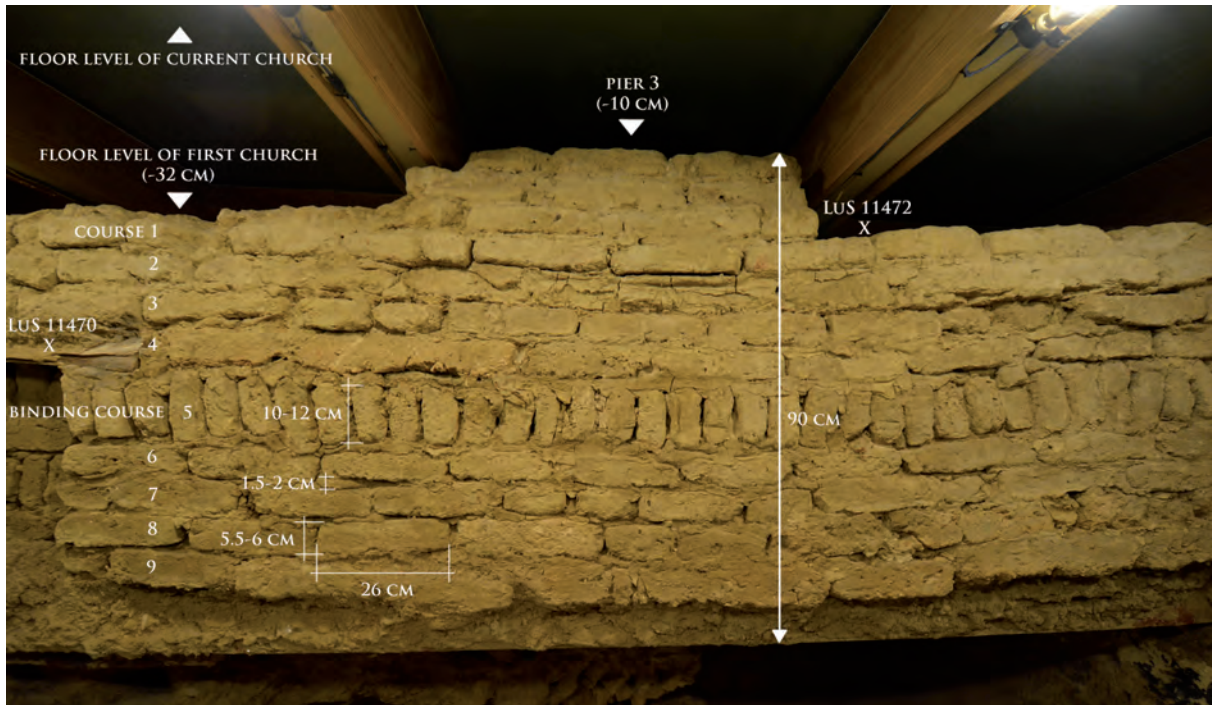 FLOOR LEVEL OF CURRENT CHURCH
PIER 3
(-10 CM)
FLOOR LEVEL OF FIRST CHURCH
(-32 CM)
LUS 11472
X
COURSE 1
2
3
LUS 11470
X
4
BINDING COURSE 5
10-12 CM
90 CM
6
1.5-2 CM
7
8
5.5-6 CM
9
26 CM